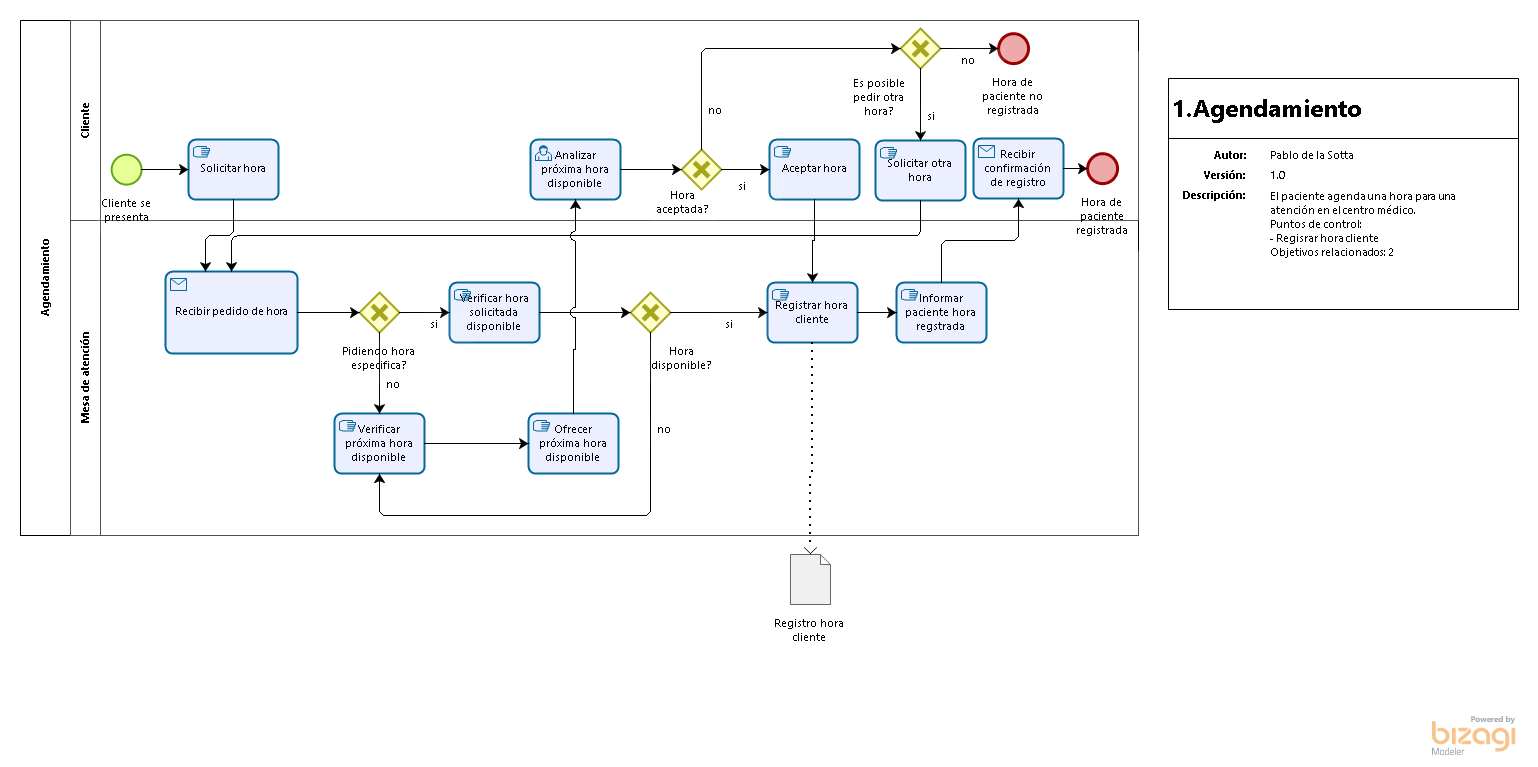 Agendamiento
Cliente
Mesa de atención
Cliente se
presenta
Solicitar hora
Analizar
próxima hora
disponible
Hora
aceptada?
no
si
Es posible
pedir otra
hora?
no
si
Hora de
paciente no
registrada
Aceptar hora
Solicitar otra
hora
Recibir
confirmación
de registro
Hora de
paciente
registrada
Recibir pedido de hora
Pidiendo hora
especifica?
si
no
Verificar hora
solicitada
disponible
Hora
disponible?
si
no
Registrar hora
cliente
Informar
paciente hora
regstrada
Verificar
próxima hora
disponible
Ofrecer
próxima hora
disponible
Registro hora
cliente
1.Agendamiento
Autor: Pablo de la Sotta
Versión: 1.0
Descripción: El paciente agenda una hora para una
atención en el centro médico.
Puntos de control:
- Regisrar hora cliente
Objetivos relacionados: 2
Powered by
bizagi
Modeler